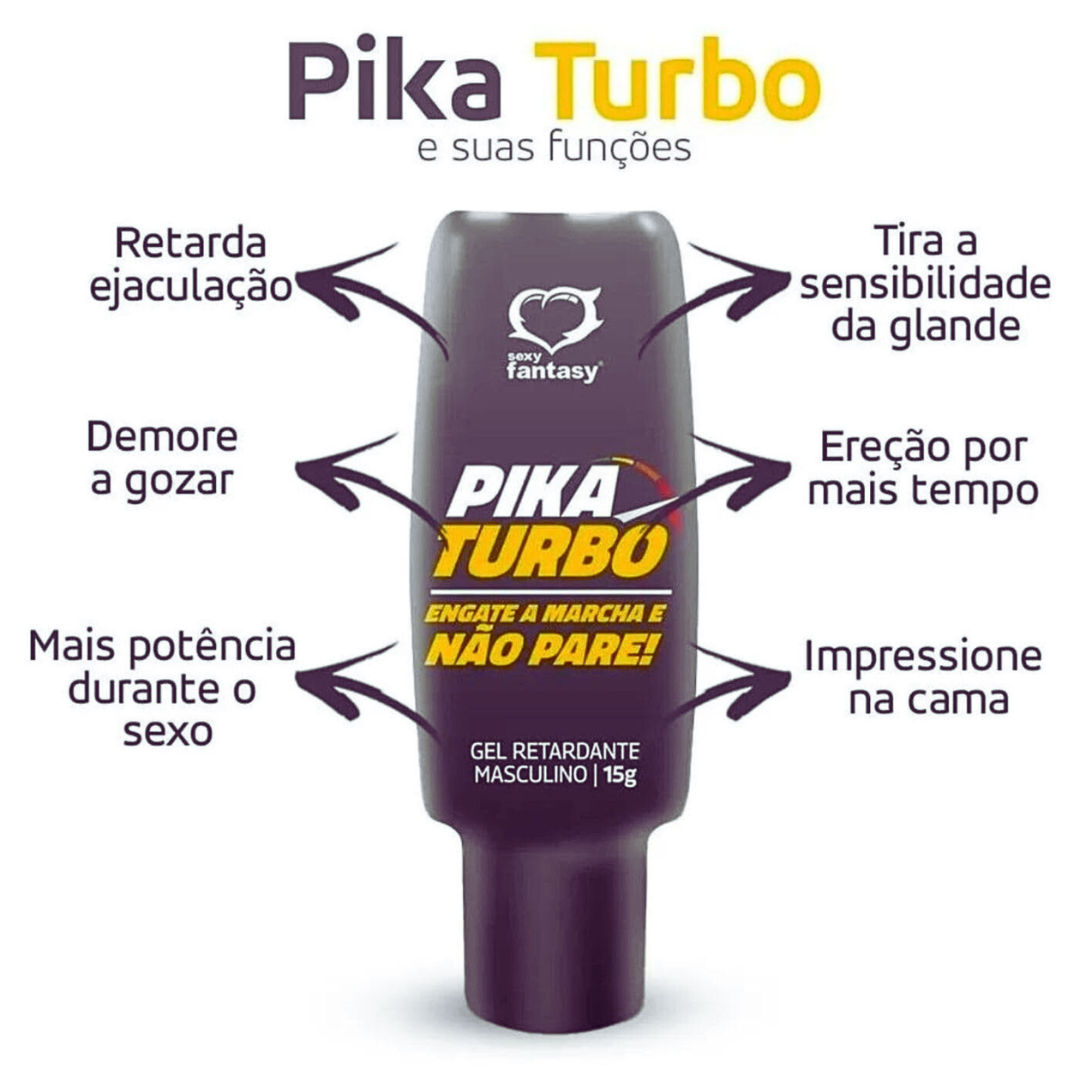 Pika Turbo
e suas funções
Retarda
ejaculação
Tira a
sensibilidade
da glande
sexy
fantasy®
Demore
a gozar
Ereção por
mais tempo
PIKA
TURBO
ENGATE A MARCHA E
NÃO PARE!
Mais potência
durante o
sexo
Impressione
na cama
GEL RETARDANTE
MASCULINO | 15g